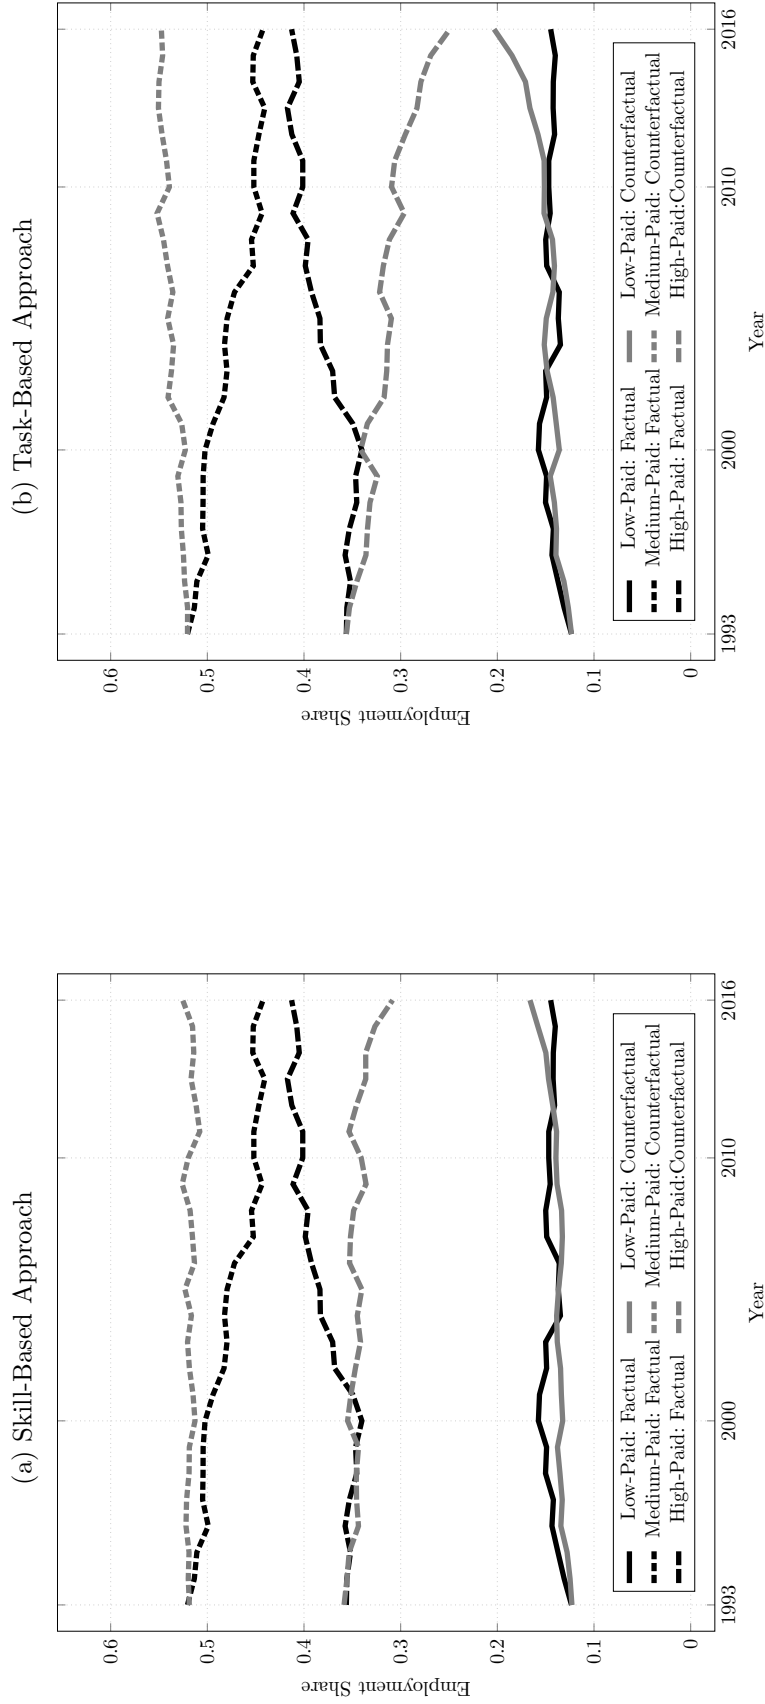 (a) Skill-Based Approach
0.6
0.5
0.4
0.3
0.2
0.1
0
Employment Share
1993
2000
2010
2016
Year
Low-Paid: Factual
Low-Paid: Counterfactual
Medium-Paid: Factual
Medium-Paid: Counterfactual
High-Paid: Factual
High-Paid:Counterfactual
(b) Task-Based Approach
0.6
0.5
0.4
0.3
0.2
0.1
0
Employment Share
1993
2000
2010
2016
Year
Low-Paid: Factual
Low-Paid: Counterfactual
Medium-Paid: Factual
Medium-Paid: Counterfactual
High-Paid: Factual
High-Paid:Counterfactual